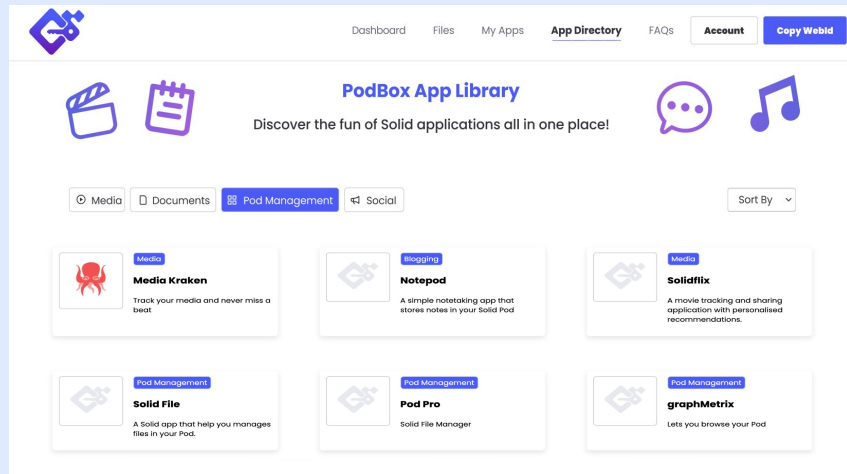 Dashboard Files My Apps App Directory FAQs Account Copy WebId
PodBox App Library
Discover the fun of Solid applications all in one place!
Media Documents Pod Management Social Sort By
Media
Media Kraken
Track your media and never miss a
beat
Blogging
Notepod
A simple notetaking app that
stores notes in your Solid Pod
Media
Solidflix
A movie tracking and sharing
application with personalised
recommendations.
Pod Management
Solid File
A Solid app that help you manages
files in your Pod.
Pod Management
Pod Pro
Solid File Manager
Pod Management
graphMetrix
Lets you browse your Pod